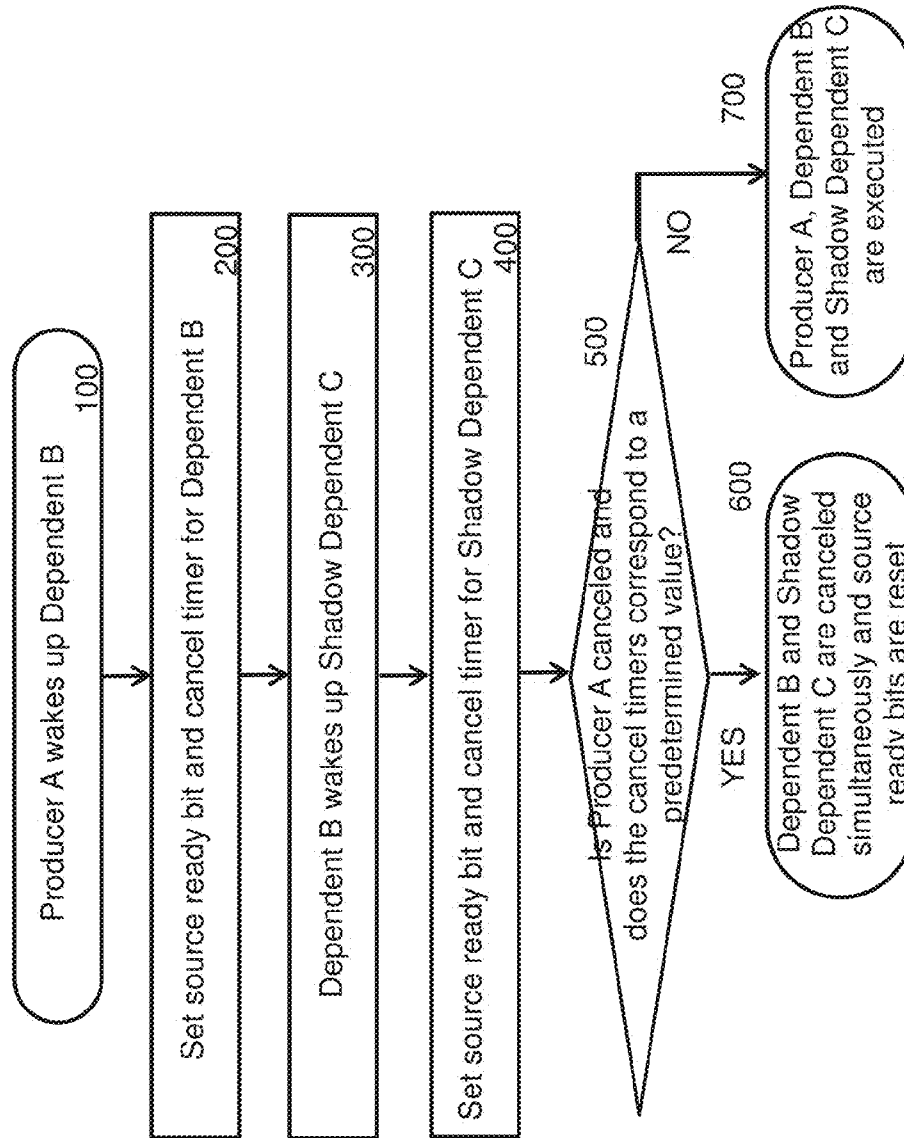 Producer A wakes up Dependent B
100
Set source ready bit and cancel timer for Dependent B
200
Dependent B wakes up Shadow Dependent C
300
Set source ready bit and cancel timer for Shadow Dependent C
400
Is Producer A canceled and
does the cancel timers correspond to a
predetermined value?
500
YES
NO
600
Dependent B and Shadow
Dependent C are canceled
simultaneously and source
ready bits are reset
700
Producer A, Dependent B
and Shadow Dependent C
are executed